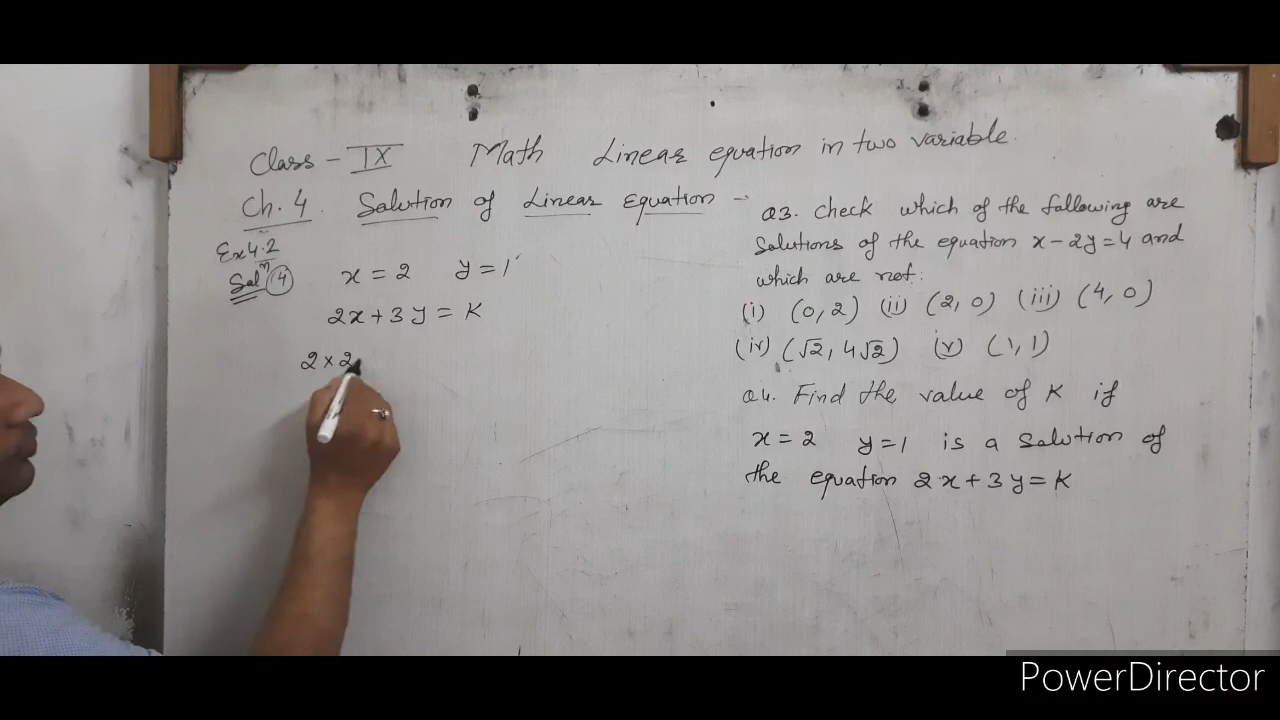 Class - IX Math Linear equation in two variable.
Ch. 4 Solution of Linear Equation -
Ex 4.2
Solⁿ 4 x = 2 y = 1
2x + 3y = K
2 × 2
Q3. Check which of the following are
Solutions of the equation x - 2y = 4 and
which are not:
(i) (0, 2) (ii) (2, 0) (iii) (4, 0)
(iv) (√2, 4√2) (v) (1, 1)
Q4. Find the value of K if
x = 2 y = 1 is a Solution of
the equation 2x + 3y = K
PowerDirector